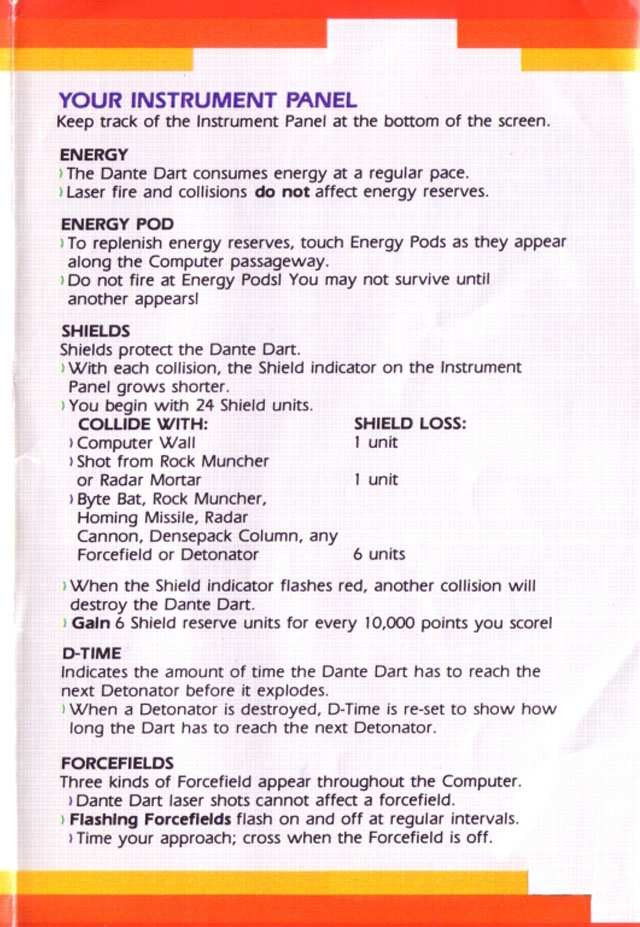 YOUR INSTRUMENT PANEL
Keep track of the Instrument Panel at the bottom of the screen.
ENERGY
⟩The Dante Dart consumes energy at a regular pace.
⟩Laser fire and collisions do not affect energy reserves.
ENERGY POD
⟩To replenish energy reserves, touch Energy Pods as they appear
along the Computer passageway.
⟩Do not fire at Energy Pods! You may not survive until
another appears!
SHIELDS
Shields protect the Dante Dart.
⟩With each collision, the Shield indicator on the Instrument
Panel grows shorter.
⟩You begin with 24 Shield units.
COLLIDE WITH: SHIELD LOSS:
⟩Computer Wall 1 unit
⟩Shot from Rock Muncher
or Radar Mortar 1 unit
⟩Byte Bat, Rock Muncher,
Homing Missile, Radar
Cannon, Densepack Column, any
Forcefield or Detonator 6 units
⟩When the Shield indicator flashes red, another collision will
destroy the Dante Dart.
⟩Gain 6 Shield reserve units for every 10,000 points you score!
D-TIME
Indicates the amount of time the Dante Dart has to reach the
next Detonator before it explodes.
⟩When a Detonator is destroyed, D-Time is re-set to show how
long the Dart has to reach the next Detonator.
FORCEFIELDS
Three kinds of Forcefield appear throughout the Computer.
⟩Dante Dart laser shots cannot affect a forcefield.
⟩Flashing Forcefields flash on and off at regular intervals.
⟩Time your approach; cross when the Forcefield is off.